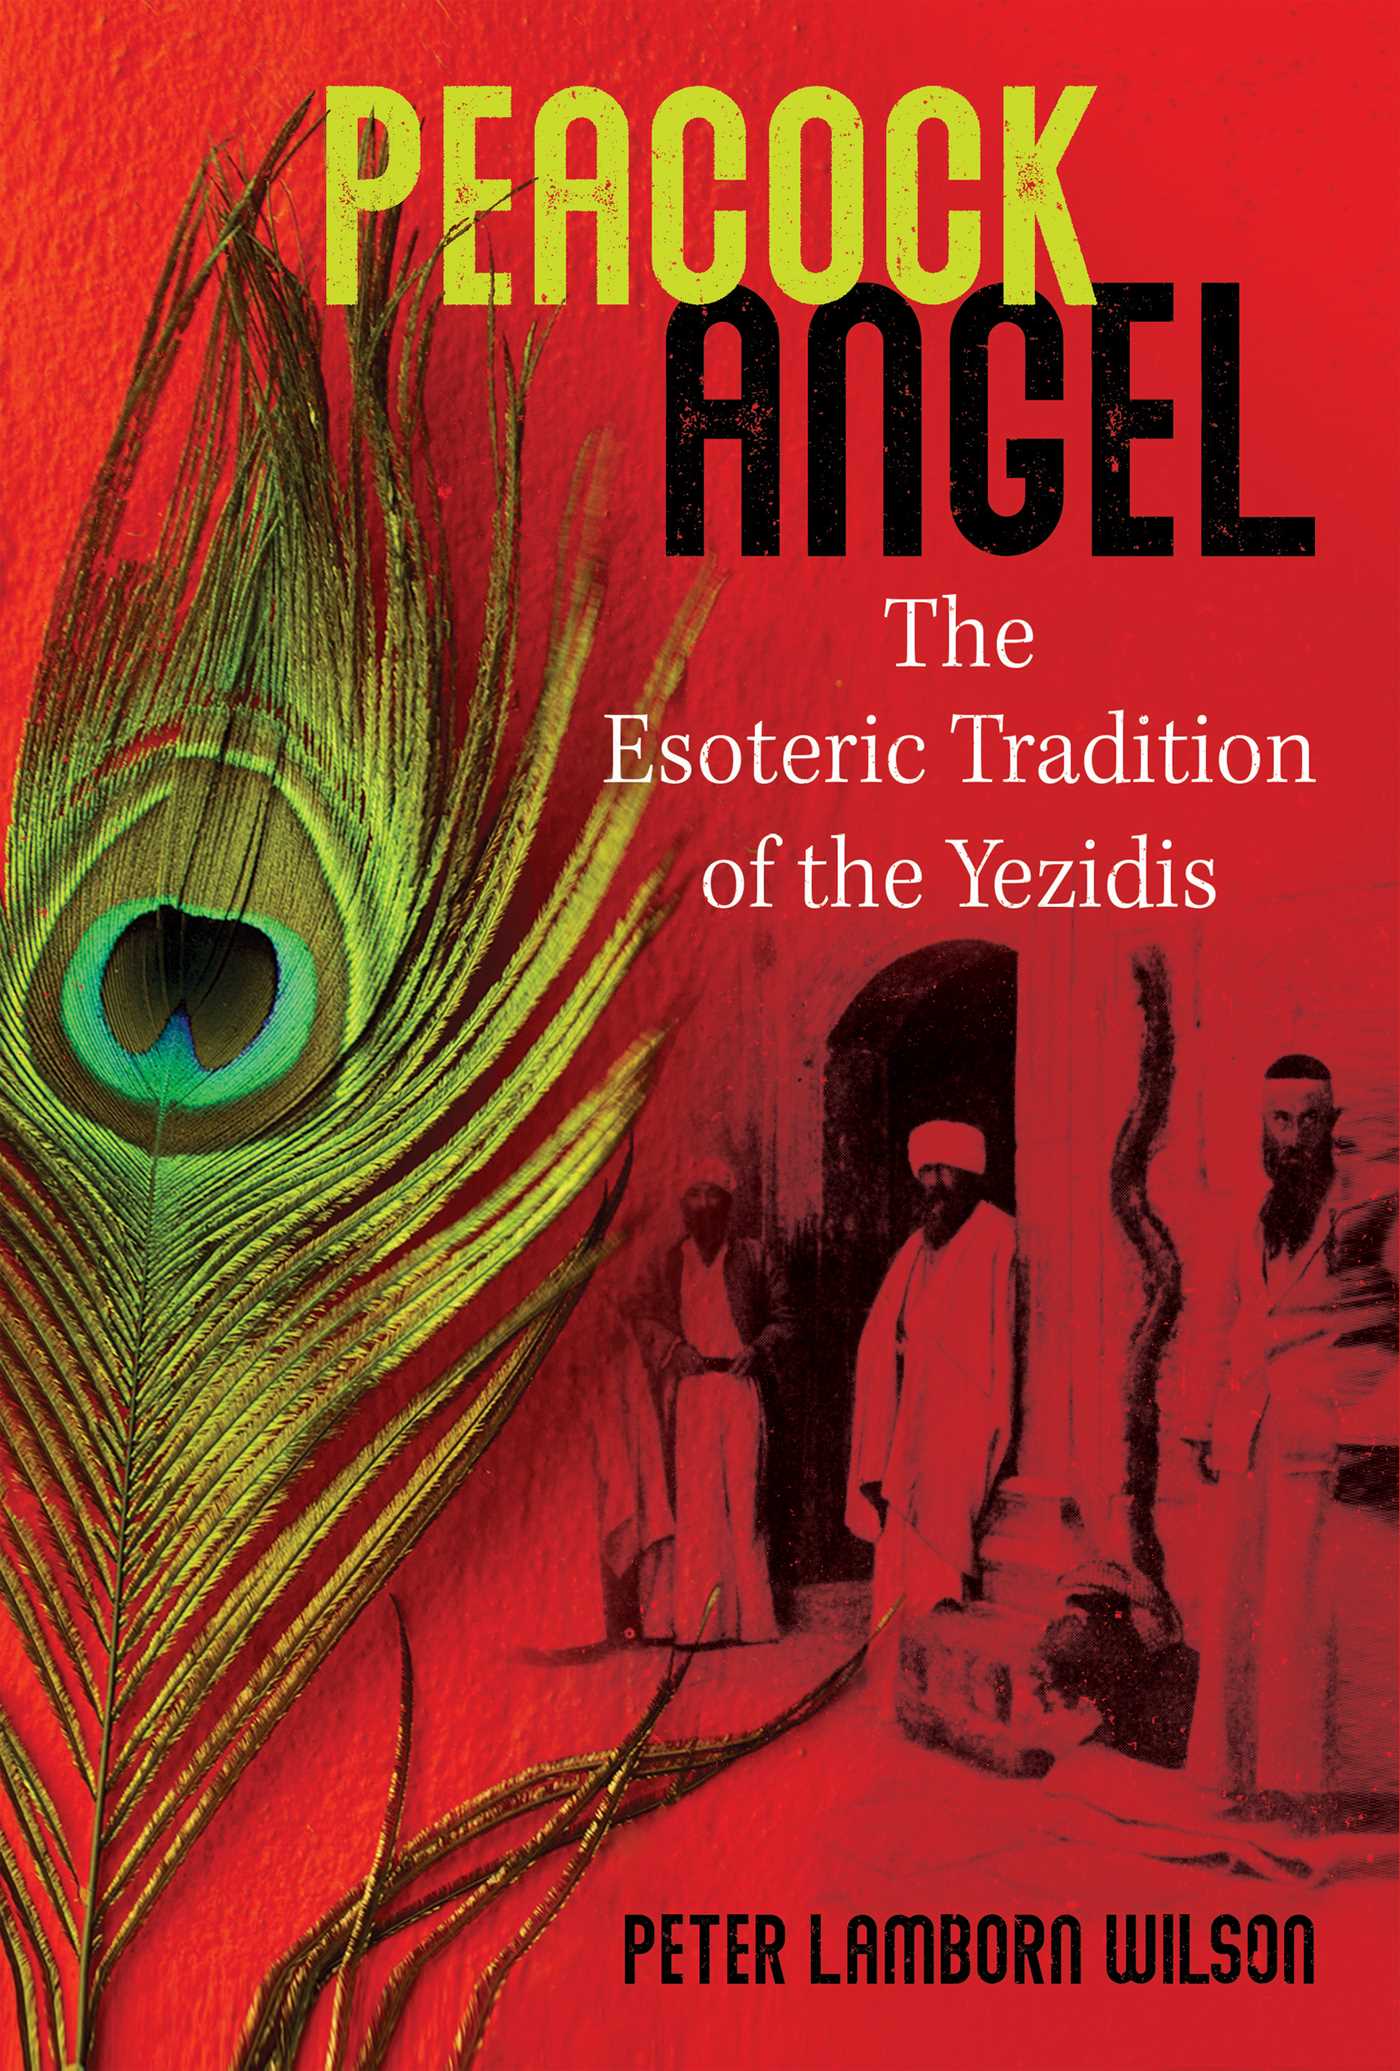 PEACOCK
ANGEL
The
Esoteric Tradition
of the Yezidis
PETER LAMBORN WILSON